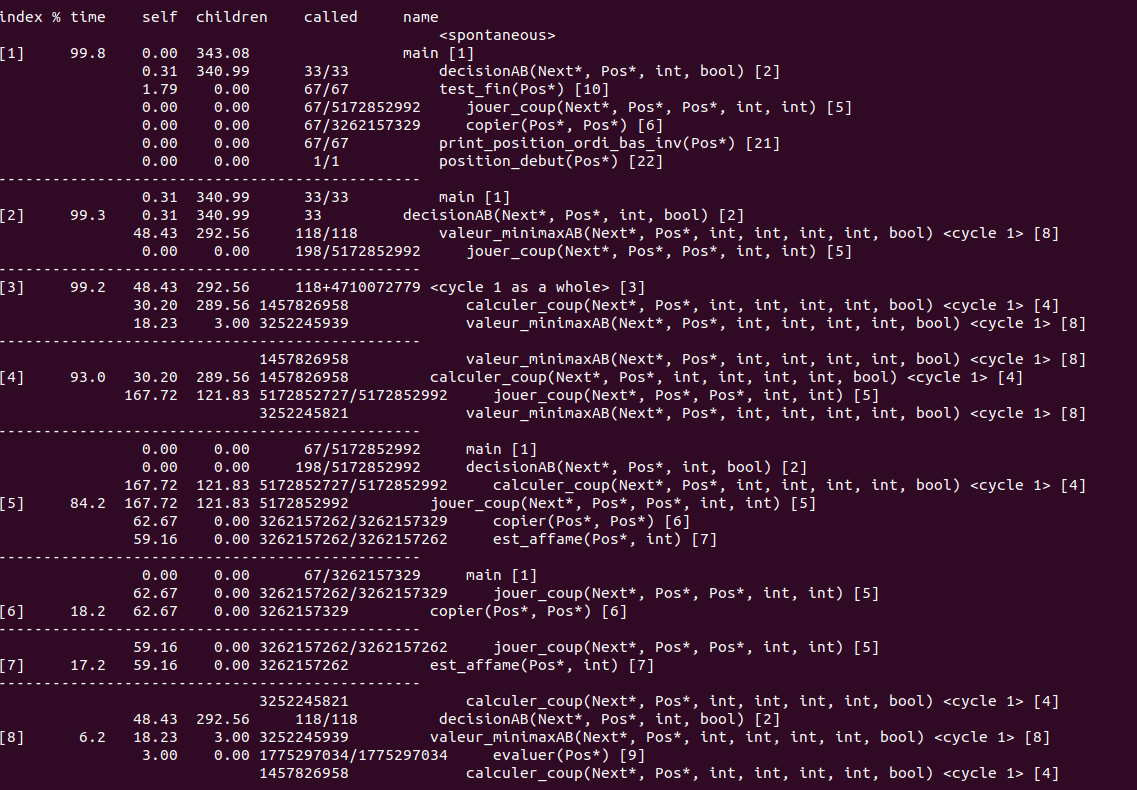 index % time    self  children    called     name
                                                 <spontaneous>
[1]     99.8    0.00  343.08                 main [1]
                0.31  340.99      33/33          decisionAB(Next*, Pos*, int, bool) [2]
                1.79    0.00      67/67          test_fin(Pos*) [10]
                0.00    0.00      67/5172852992     jouer_coup(Next*, Pos*, Pos*, int, int) [5]
                0.00    0.00      67/3262157329     copier(Pos*, Pos*) [6]
                0.00    0.00      67/67          print_position_ordi_bas_inv(Pos*) [21]
                0.00    0.00       1/1           position_debut(Pos*) [22]
-----------------------------------------------
                0.31  340.99      33/33          main [1]
[2]     99.3    0.31  340.99      33         decisionAB(Next*, Pos*, int, bool) [2]
               48.43  292.56     118/118         valeur_minimaxAB(Next*, Pos*, int, int, int, int, bool) <cycle 1> [8]
                0.00    0.00     198/5172852992     jouer_coup(Next*, Pos*, Pos*, int, int) [5]
-----------------------------------------------
[3]     99.2   48.43  292.56     118+4710072779 <cycle 1 as a whole> [3]
               30.20  289.56 1457826958             calculer_coup(Next*, Pos*, int, int, int, int, bool) <cycle 1> [4]
               18.23    3.00 3252245939             valeur_minimaxAB(Next*, Pos*, int, int, int, int, bool) <cycle 1> [8]
-----------------------------------------------
                             1457826958             valeur_minimaxAB(Next*, Pos*, int, int, int, int, bool) <cycle 1> [8]
[4]     93.0   30.20  289.56 1457826958         calculer_coup(Next*, Pos*, int, int, int, int, bool) <cycle 1> [4]
              167.72  121.83 5172852727/5172852992     jouer_coup(Next*, Pos*, Pos*, int, int) [5]
                             3252245821             valeur_minimaxAB(Next*, Pos*, int, int, int, int, bool) <cycle 1> [8]
-----------------------------------------------
                0.00    0.00      67/5172852992     main [1]
                0.00    0.00     198/5172852992     decisionAB(Next*, Pos*, int, bool) [2]
              167.72  121.83 5172852727/5172852992     calculer_coup(Next*, Pos*, int, int, int, int, bool) <cycle 1> [4]
[5]     84.2  167.72  121.83 5172852992         jouer_coup(Next*, Pos*, Pos*, int, int) [5]
               62.67    0.00 3262157262/3262157329     copier(Pos*, Pos*) [6]
               59.16    0.00 3262157262/3262157262     est_affame(Pos*, int) [7]
-----------------------------------------------
                0.00    0.00      67/3262157329     main [1]
               62.67    0.00 3262157262/3262157329     jouer_coup(Next*, Pos*, Pos*, int, int) [5]
[6]     18.2   62.67    0.00 3262157329         copier(Pos*, Pos*) [6]
-----------------------------------------------
               59.16    0.00 3262157262/3262157262     jouer_coup(Next*, Pos*, Pos*, int, int) [5]
[7]     17.2   59.16    0.00 3262157262         est_affame(Pos*, int) [7]
-----------------------------------------------
                             3252245821             calculer_coup(Next*, Pos*, int, int, int, int, bool) <cycle 1> [4]
               48.43  292.56     118/118         decisionAB(Next*, Pos*, int, bool) [2]
[8]      6.2   18.23    3.00 3252245939         valeur_minimaxAB(Next*, Pos*, int, int, int, int, bool) <cycle 1> [8]
                3.00    0.00 1775297034/1775297034     evaluer(Pos*) [9]
                             1457826958             calculer_coup(Next*, Pos*, int, int, int, int, bool) <cycle 1> [4]